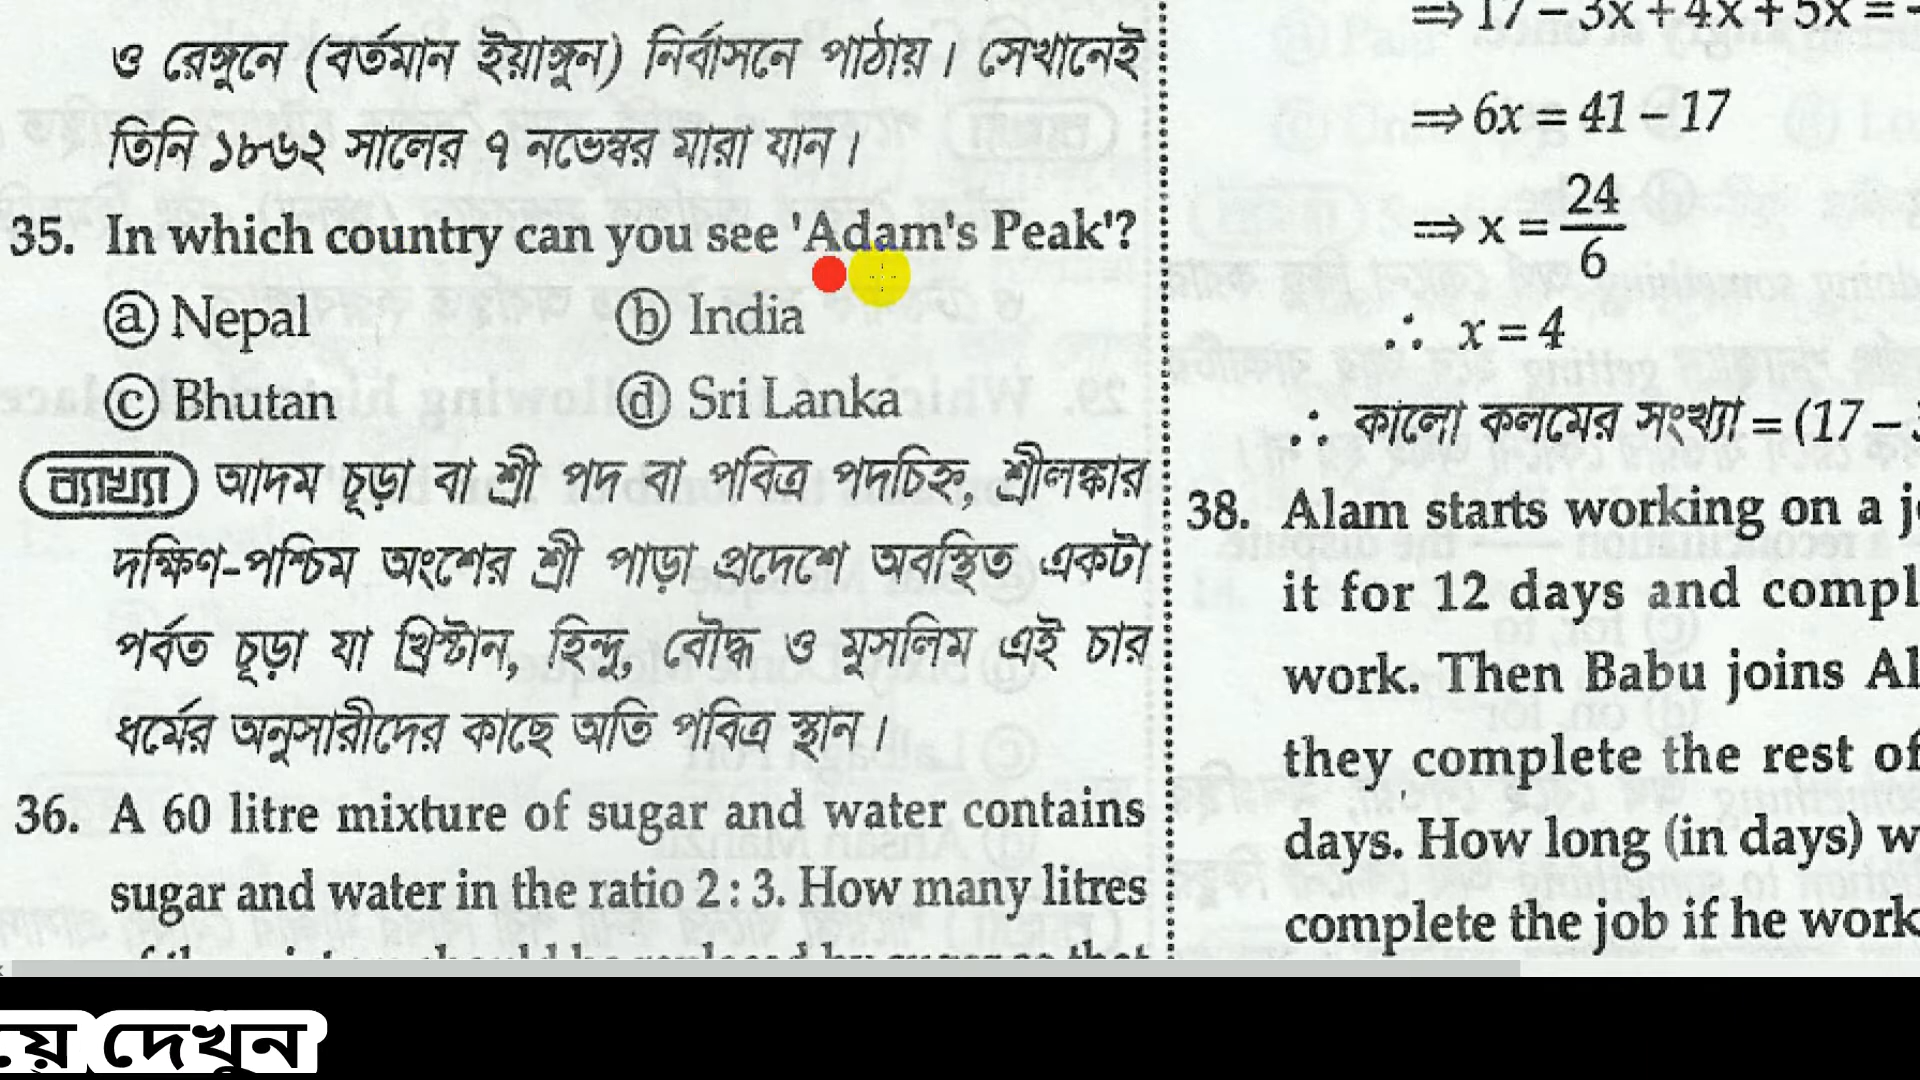 ও রেঙ্গুনে (বর্তমান ইয়াঙ্গুন) নির্বাসনে পাঠায়। সেখানেই
তিনি ১৮৬২ সালের ৭ নভেম্বর মারা যান।
35. In which country can you see 'Adam's Peak'?
ⓐ Nepal ⓑ India
ⓒ Bhutan ⓓ Sri Lanka
ব্যাখ্যা আদম চূড়া বা শ্রী পদ বা পবিত্র পদচিহ্ন, শ্রীলঙ্কার
দক্ষিণ-পশ্চিম অংশের শ্রী পাড়া প্রদেশে অবস্থিত একটা
পর্বত চূড়া যা খ্রিস্টান, হিন্দু, বৌদ্ধ ও মুসলিম এই চার
ধর্মের অনুসারীদের কাছে অতি পবিত্র স্থান।
36. A 60 litre mixture of sugar and water contains
sugar and water in the ratio 2 : 3. How many litres
⇒ 17 – 3x + 4x + 5x =
⇒ 6x = 41 – 17
⇒ x = 24/6
∴ x = 4
∴ কালো কলমের সংখ্যা = (17 –
38. Alam starts working on a
it for 12 days and compl
work. Then Babu joins Al
they complete the rest of
days. How long (in days) w
complete the job if he work
য়ে দেখুন